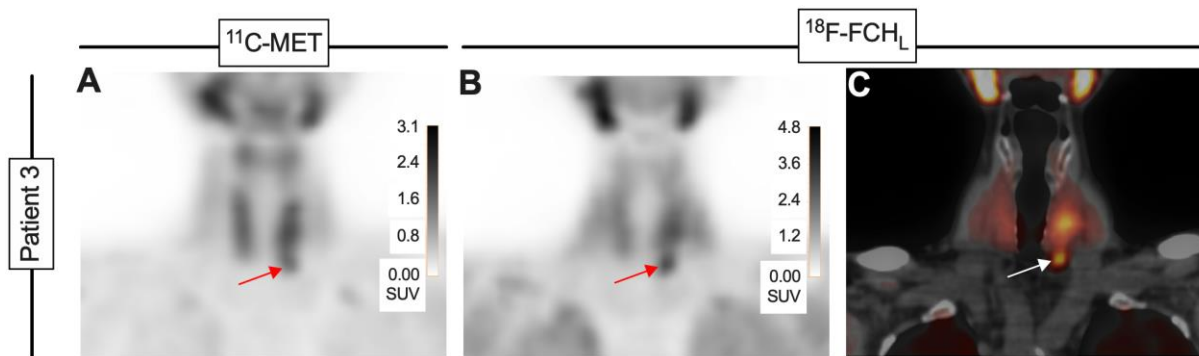 ¹¹C-MET
¹⁸F-FCHL
Patient 3
A
3.1
2.4
1.6
0.8
0.00
SUV
B
4.8
3.6
2.4
1.2
0.00
SUV
C